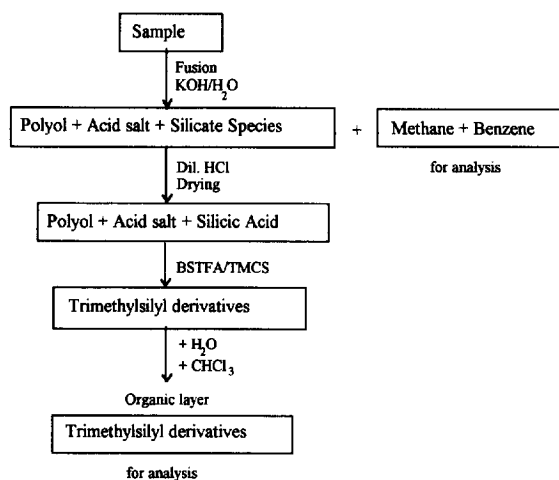 Sample
Fusion
KOH/H₂O
Polyol + Acid salt + Silicate Species + Methane + Benzene
for analysis
Dil. HCl
Drying
Polyol + Acid salt + Silicic Acid
BSTFA/TMCS
Trimethylsilyl derivatives
+ H₂O
+ CHCl₃
Organic layer
Trimethylsilyl derivatives
for analysis